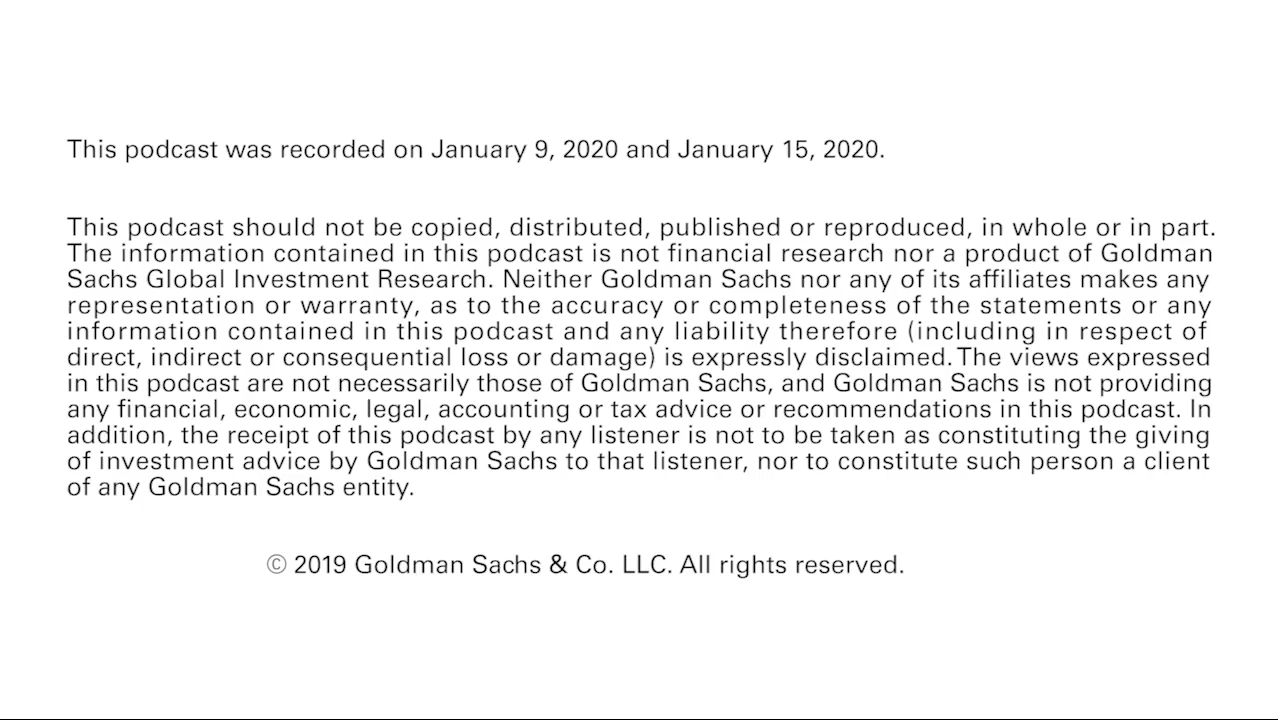 This podcast was recorded on January 9, 2020 and January 15, 2020.
This podcast should not be copied, distributed, published or reproduced, in whole or in part.
The information contained in this podcast is not financial research nor a product of Goldman
Sachs Global Investment Research. Neither Goldman Sachs nor any of its affiliates makes any
representation or warranty, as to the accuracy or completeness of the statements or any
information contained in this podcast and any liability therefore (including in respect of
direct, indirect or consequential loss or damage) is expressly disclaimed. The views expressed
in this podcast are not necessarily those of Goldman Sachs, and Goldman Sachs is not providing
any financial, economic, legal, accounting or tax advice or recommendations in this podcast. In
addition, the receipt of this podcast by any listener is not to be taken as constituting the giving
of investment advice by Goldman Sachs to that listener, nor to constitute such person a client
of any Goldman Sachs entity.
© 2019 Goldman Sachs & Co. LLC. All rights reserved.